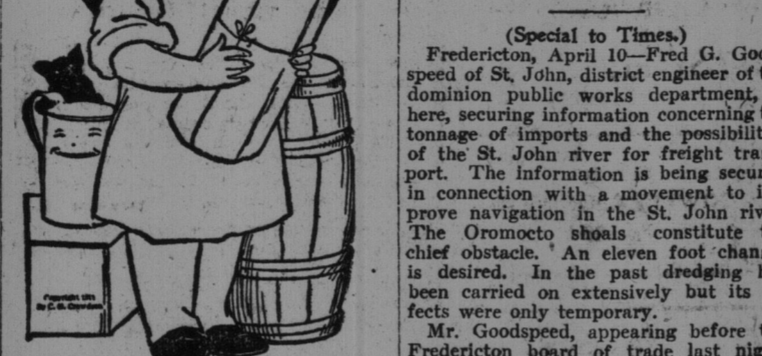 Copyright
By C. H.
(Special to Times.)
Fredericton, April 10—Fred G. Goo
speed of St. John, district engineer of t
dominion public works department,
here, securing information concerning t
tonnage of imports and the possibilit
of the St. John river for freight tra
port. The information is being secur
in connection with a movement to i
prove navigation in the St. John riv
The Oromocto shoals constitute t
chief obstacle. An eleven foot chan
is desired. In the past dredging h
been carried on extensively but its
fects were only temporary.
Mr. Goodspeed, appearing before t
Fredericton board of trade last nig